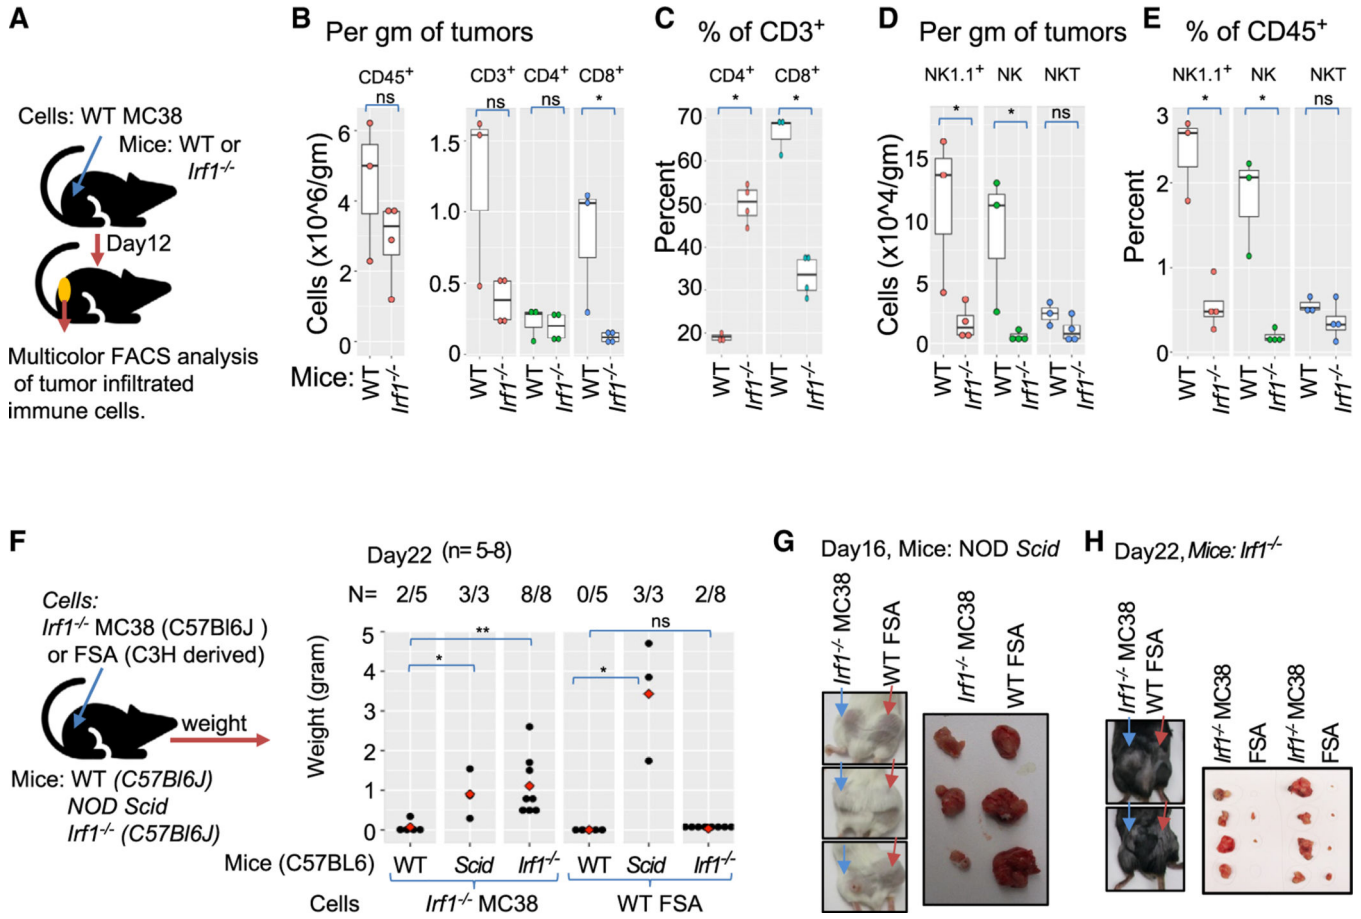 A
Cells: WT MC38
Mice: WT or
Irf1-/-
Day12
Multicolor FACS analysis
of tumor infiltrated
immune cells.
B
Per gm of tumors
CD45+
CD3+ CD4+ CD8+
ns
ns
ns
*
Cells (x10^6/gm)
6
4
2
0
1.5
1.0
0.5
0
Mice:
WT
Irf1-/-
WT
Irf1-/-
WT
Irf1-/-
WT
Irf1-/-
C
% of CD3+
CD4+ CD8+
*
*
Percent
70
60
50
40
30
20
WT
Irf1-/-
WT
Irf1-/-
D
Per gm of tumors
NK1.1+ NK NKT
*
*
ns
Cells (x10^4/gm)
15
10
5
0
WT
Irf1-/-
WT
Irf1-/-
WT
Irf1-/-
E
% of CD45+
NK1.1+ NK NKT
*
*
ns
Percent
3
2
1
0
WT
Irf1-/-
WT
Irf1-/-
WT
Irf1-/-
F
Cells:
Irf1-/- MC38 (C57Bl6J )
or FSA (C3H derived)
weight
Mice: WT (C57Bl6J)
NOD Scid
Irf1-/- (C57Bl6J)
Day22 (n= 5-8)
N= 2/5 3/3 8/8 0/5 3/3 2/8
**
*
ns
*
Weight (gram)
5
4
3
2
1
0
Mice (C57BL6) WT Scid Irf1-/- WT Scid Irf1-/-
Cells Irf1-/- MC38 WT FSA
G
Day16, Mice: NOD Scid
Irf1-/- MC38
WT FSA
Irf1-/- MC38
WT FSA
H
Day22, Mice: Irf1-/-
Irf1-/- MC38
WT FSA
Irf1-/- MC38
FSA
Irf1-/- MC38
FSA